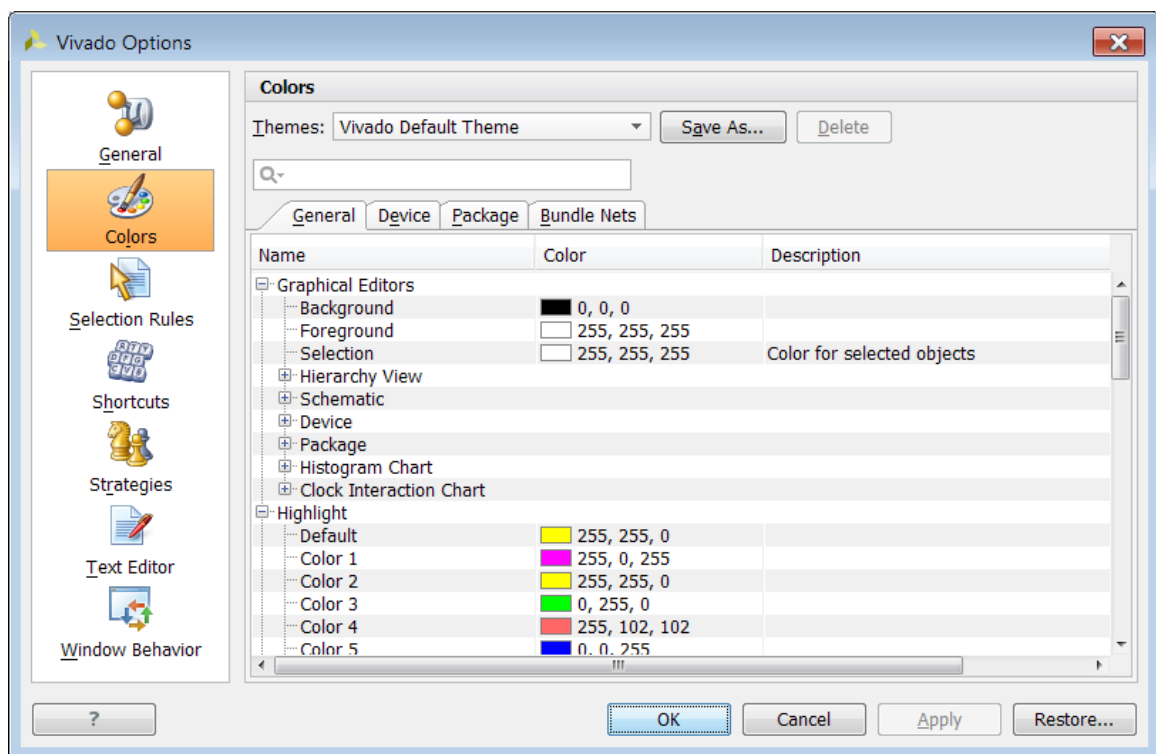 Vivado Options
General
Colors
Selection Rules
Shortcuts
Strategies
Text Editor
Window Behavior
Colors
Themes: Vivado Default Theme Save As... Delete
General Device Package Bundle Nets
Name Color Description
Graphical Editors
Background 0, 0, 0
Foreground 255, 255, 255
Selection 255, 255, 255 Color for selected objects
Hierarchy View
Schematic
Device
Package
Histogram Chart
Clock Interaction Chart
Highlight
Default 255, 255, 0
Color 1 255, 0, 255
Color 2 255, 255, 0
Color 3 0, 255, 0
Color 4 255, 102, 102
Color 5 0, 0, 255
? OK Cancel Apply Restore...